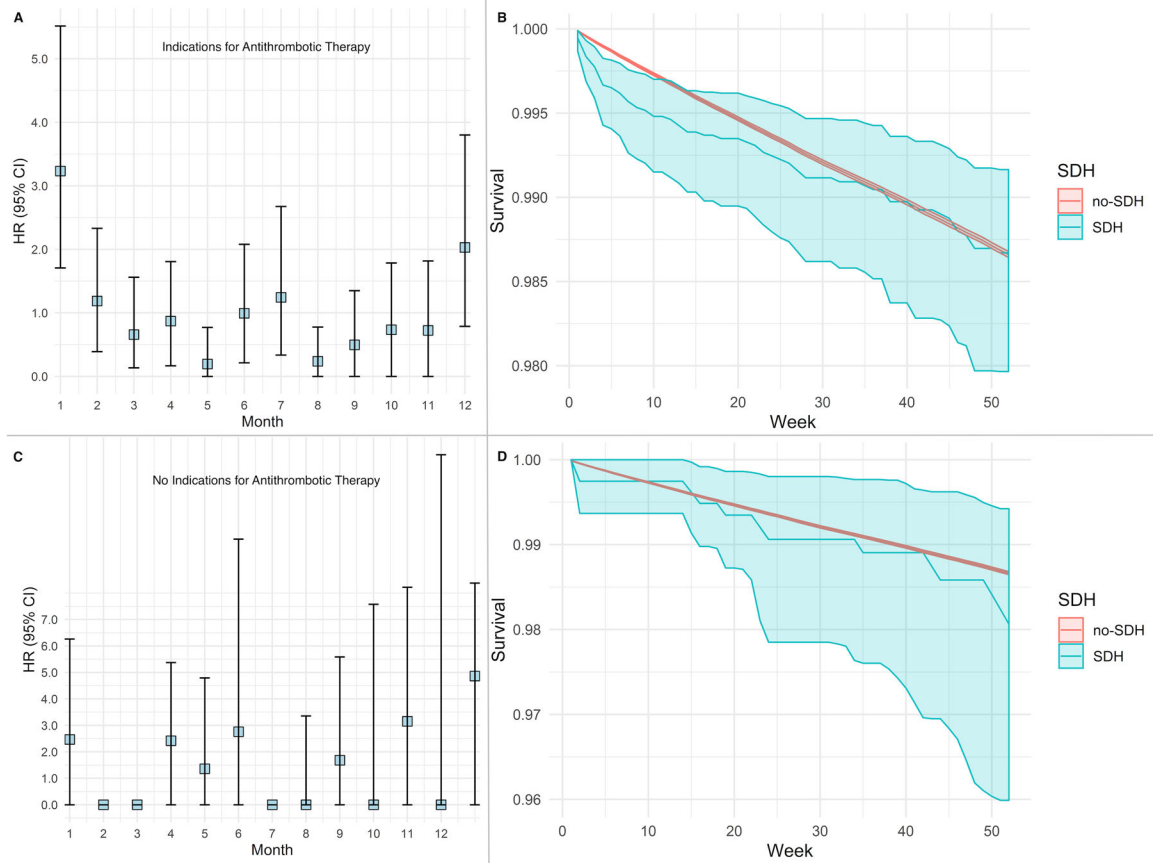 A
Indications for Antithrombotic Therapy
HR (95% CI)
5.0
4.0
3.0
2.0
1.0
0.0
1 2 3 4 5 6 7 8 9 10 11 12
Month
B
Survival
1.000
0.995
0.990
0.985
0.980
0 10 20 30 40 50
Week
SDH
no-SDH
SDH
C
No Indications for Antithrombotic Therapy
HR (95% CI)
7.0
6.0
5.0
4.0
3.0
2.0
1.0
0.0
1 2 3 4 5 6 7 8 9 10 11 12
Month
D
Survival
1.00
0.99
0.98
0.97
0.96
0 10 20 30 40 50
Week
SDH
no-SDH
SDH